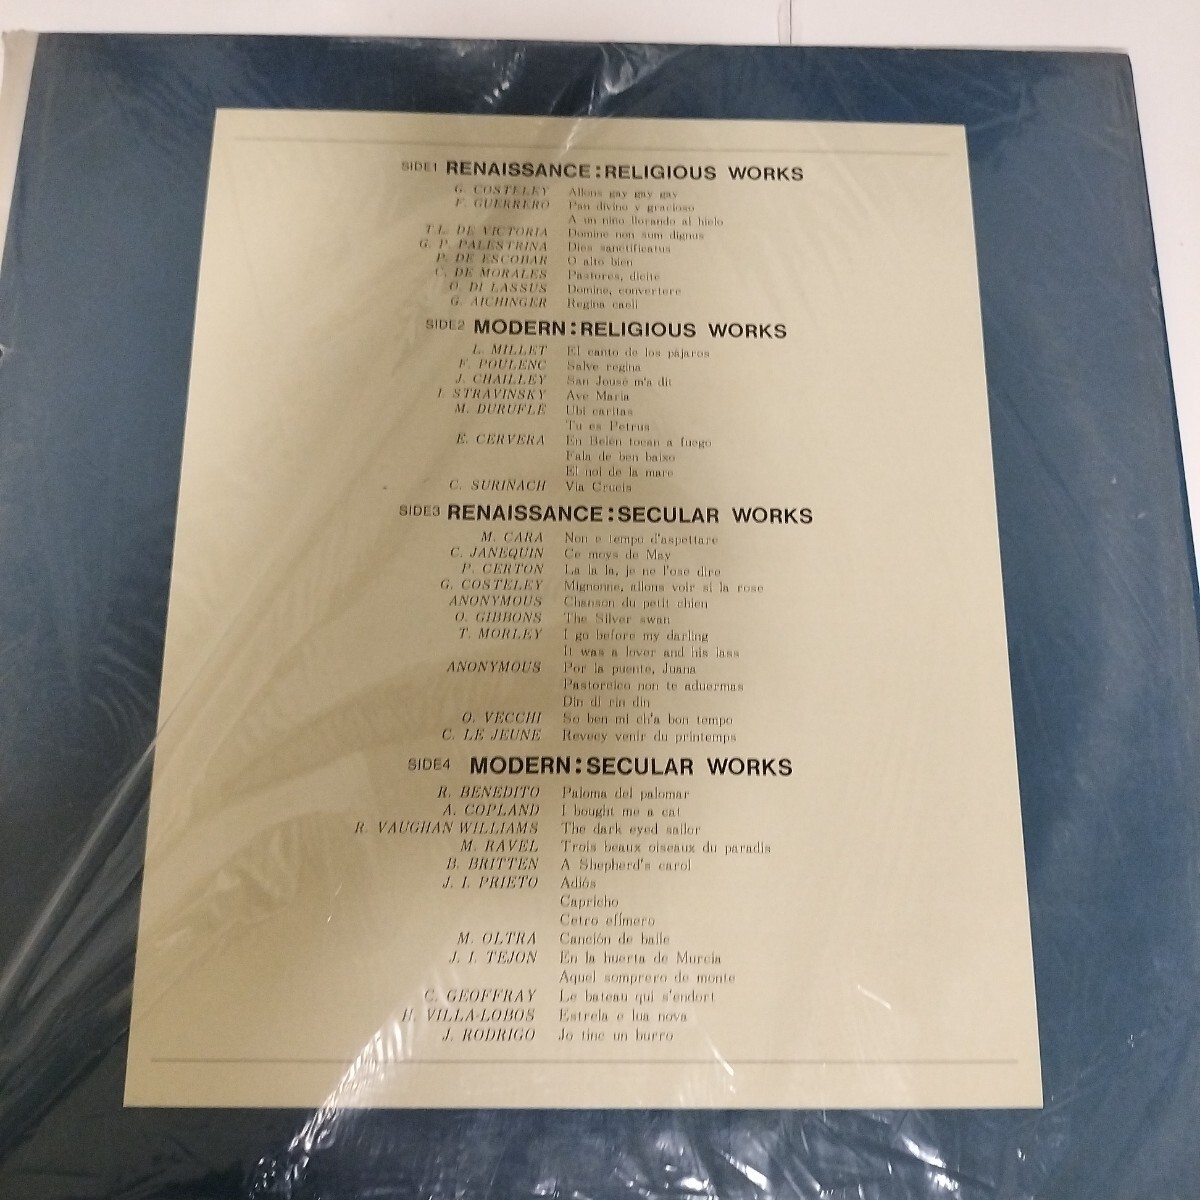 SIDE1 RENAISSANCE:RELIGIOUS WORKS
G. COSTELEY Allons gay gay gay
F. GUERRERO Pan divino y gracioso
A un nino llorando al hielo
T.L. DE VICTORIA Domine non sum dignus
G. P. PALESTRINA Dies sanctificatus
P. DE ESCOBAR O alto bien
C. DE MORALES Pastores, dicite
O. DI LASSUS Domine, convertere
G. AICHINGER Regina caeli
SIDE2 MODERN:RELIGIOUS WORKS
L. MILLET El canto de los pájaros
F. POULENC Salve regina
J. CHAILLEY San Jousé m'a dit
I. STRAVINSKY Ave Maria
M. DURUFLÉ Ubi caritas
Tu es Petrus
E. CERVERA En Belén tocan a fuego
Fala de ben baixo
El noi de la mare
C. SURIÑACH Via Crucis
SIDE3 RENAISSANCE:SECULAR WORKS
M. CARA Non e tempo d'aspettare
C. JANEQUIN Ce moys de May
P. CERTON La la la, je ne l'ose dire
G. COSTELEY Mignonne, allons voir si la rose
ANONYMOUS Chanson du petit chien
O. GIBBONS The Silver swan
T. MORLEY I go before my darling
It was a lover and his lass
ANONYMOUS Por la puente, Juana
Pastorcico non te aduermas
Din di rin din
O. VECCHI So ben mi ch'a bon tempo
C. LE JEUNE Revecy venir du printemps
SIDE4 MODERN:SECULAR WORKS
R. BENEDITO Paloma del palomar
A. COPLAND I bought me a cat
R. VAUGHAN WILLIAMS The dark eyed sailor
M. RAVEL Trois beaux oiseaux du paradis
B. BRITTEN A Shepherd's carol
J. I. PRIETO Adiós
Capricho
Cetro efímero
M. OLTRA Canción de baile
J. I. TEJON En la huerta de Murcia
Aquel somprero de monte
C. GEOFFRAY Le bateau qui s'endort
H. VILLA-LOBOS Estrela e lua nova
J. RODRIGO Jo tinc un burro